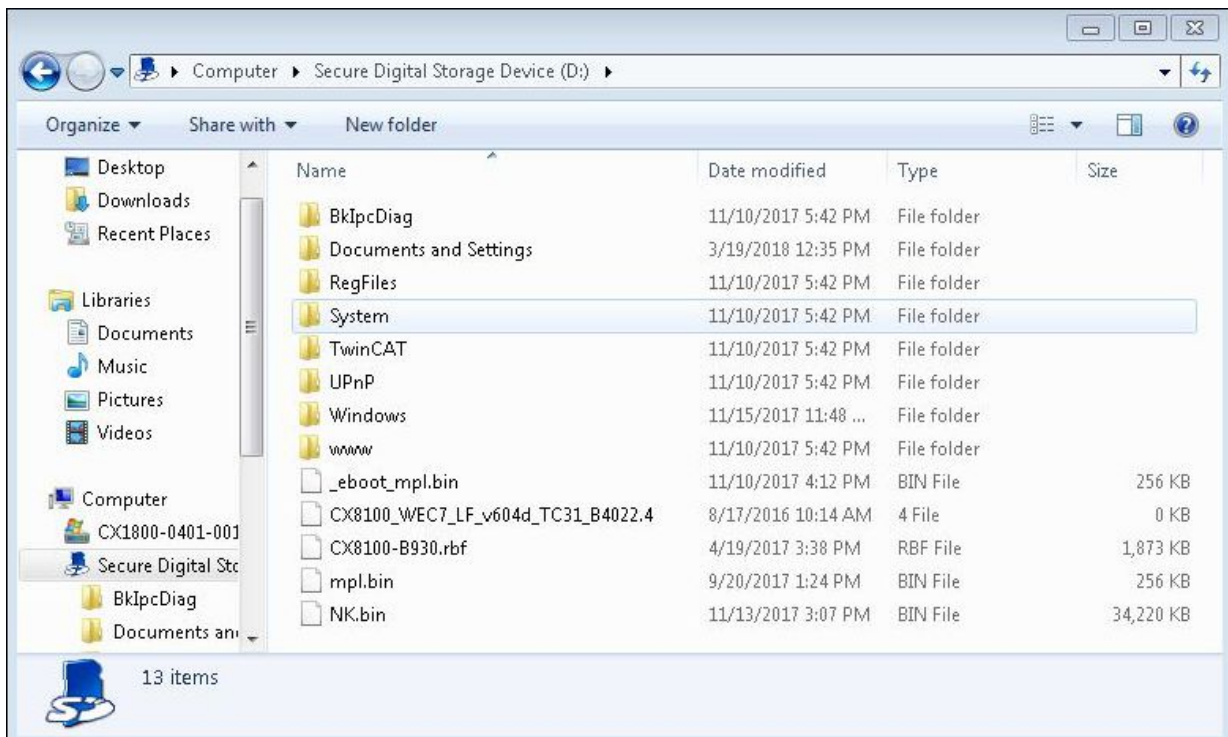 Computer Secure Digital Storage Device (D:)
Organize Share with New folder
Desktop
Downloads
Recent Places
Libraries
Documents
Music
Pictures
Videos
Computer
CX1800-0401-001
Secure Digital Sto
BkIpcDiag
Documents an
Name Date modified Type Size
BkIpcDiag 11/10/2017 5:42 PM File folder
Documents and Settings 3/19/2018 12:35 PM File folder
RegFiles 11/10/2017 5:42 PM File folder
System 11/10/2017 5:42 PM File folder
TwinCAT 11/10/2017 5:42 PM File folder
UPnP 11/10/2017 5:42 PM File folder
Windows 11/15/2017 11:48 ... File folder
www 11/10/2017 5:42 PM File folder
_eboot_mpl.bin 11/10/2017 4:12 PM BIN File 256 KB
CX8100_WEC7_LF_v604d_TC31_B4022.4 8/17/2016 10:14 AM 4 File 0 KB
CX8100-B930.rbf 4/19/2017 3:38 PM RBF File 1,873 KB
mpl.bin 9/20/2017 1:24 PM BIN File 256 KB
NK.bin 11/13/2017 3:07 PM BIN File 34,220 KB
13 items
SD